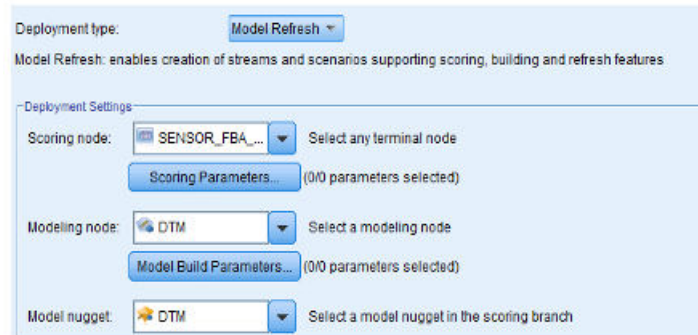 Deployment type: Model Refresh
Model Refresh: enables creation of streams and scenarios supporting scoring, building and refresh features
Deployment Settings
Scoring node: SENSOR_FBA_... Select any terminal node
Scoring Parameters... (0/0 parameters selected)
Modeling node: DTM Select a modeling node
Model Build Parameters... (0/0 parameters selected)
Model nugget: DTM Select a model nugget in the scoring branch